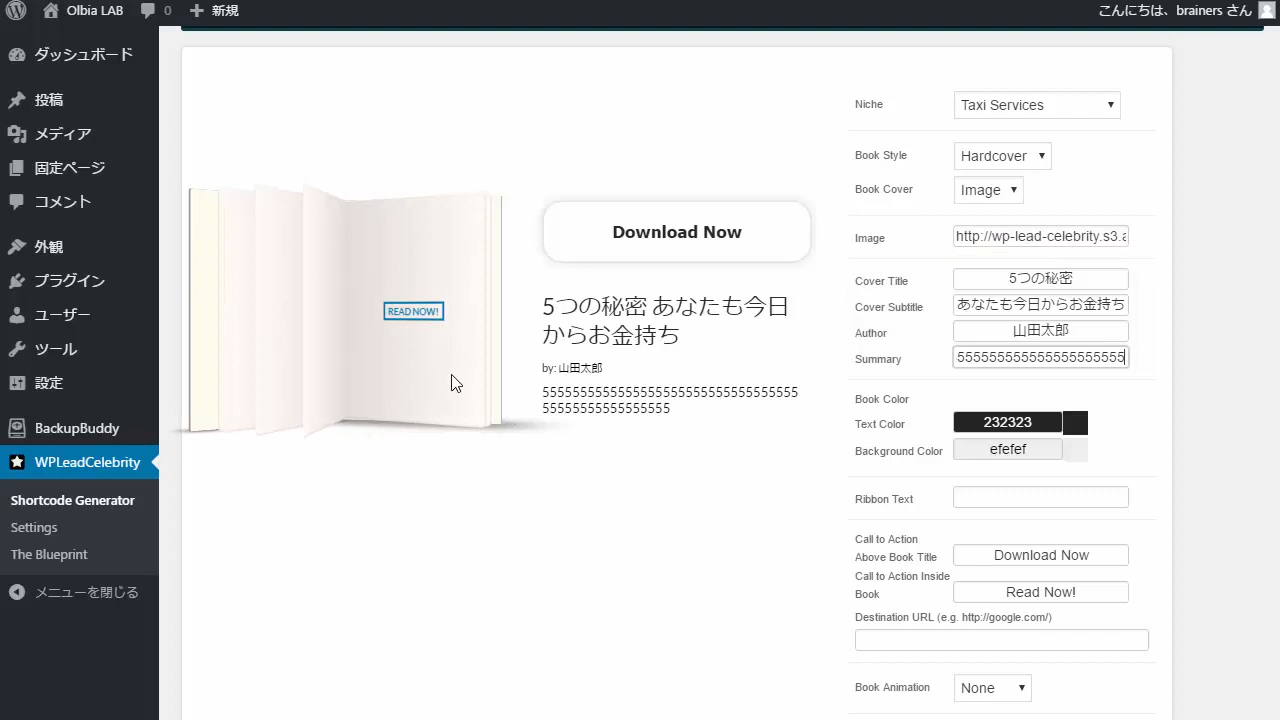 Olbia LAB 0 新規
こんにちは、brainers さん
ダッシュボード
投稿
メディア
固定ページ
コメント
外観
プラグイン
ユーザー
ツール
設定
BackupBuddy
WPLeadCelebrity
Shortcode Generator
Settings
The Blueprint
メニューを閉じる
READ NOW!
Download Now
5つの秘密 あなたも今日
からお金持ち
by: 山田太郎
55555555555555555555555555555555
5555555555555555
Niche Taxi Services
Book Style Hardcover
Book Cover Image
Image http://wp-lead-celebrity.s3.a
Cover Title 5つの秘密
Cover Subtitle あなたも今日からお金持ち
Author 山田太郎
Summary 555555555555555555555
Book Color
Text Color 232323
Background Color efefef
Ribbon Text
Call to Action
Above Book Title Download Now
Call to Action Inside
Book Read Now!
Destination URL (e.g. http://google.com/)
Book Animation None